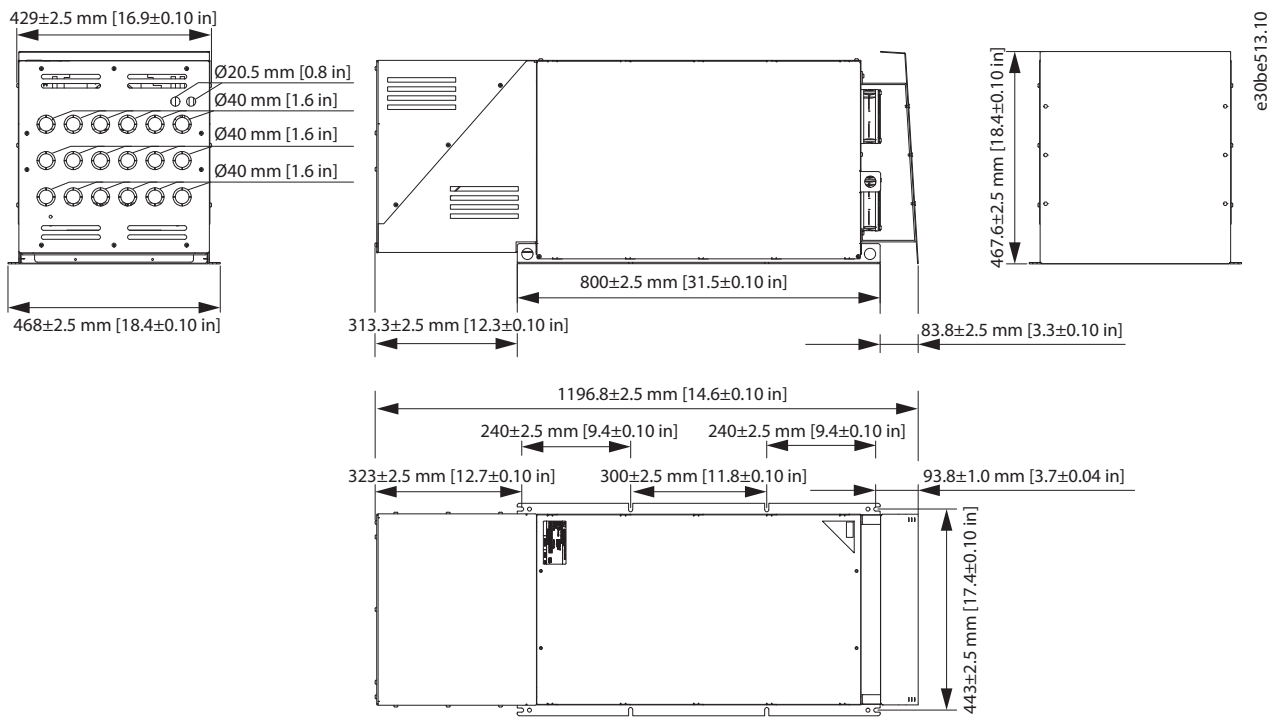 429±2.5 mm [16.9±0.10 in]
Ø20.5 mm [0.8 in]
Ø40 mm [1.6 in]
Ø40 mm [1.6 in]
Ø40 mm [1.6 in]
468±2.5 mm [18.4±0.10 in]
800±2.5 mm [31.5±0.10 in]
313.3±2.5 mm [12.3±0.10 in]
83.8±2.5 mm [3.3±0.10 in]
467.6±2.5 mm [18.4±0.10 in]
e30be513.10
1196.8±2.5 mm [14.6±0.10 in]
240±2.5 mm [9.4±0.10 in]
240±2.5 mm [9.4±0.10 in]
323±2.5 mm [12.7±0.10 in]
300±2.5 mm [11.8±0.10 in]
93.8±1.0 mm [3.7±0.04 in]
443±2.5 mm [17.4±0.10 in]